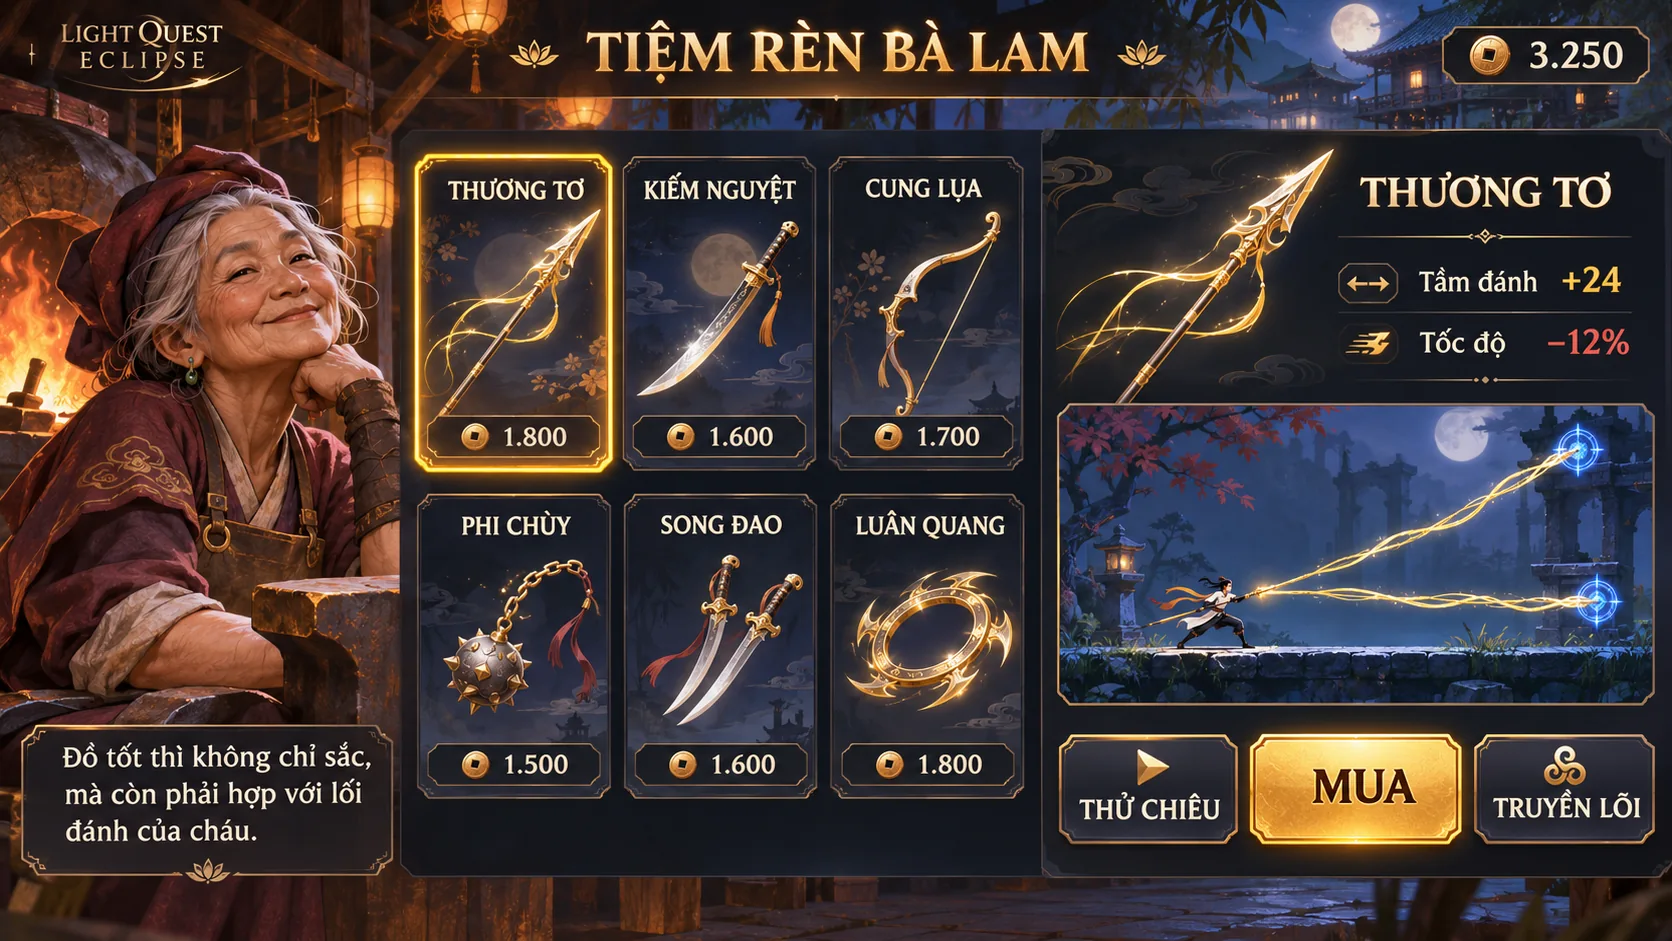 LIGHT QUEST
ECLIPSE
TIỆM RÈN BÀ LAM
3.250
THƯƠNG TƠ
1.800
KIẾM NGUYỆT
1.600
CUNG LỤA
1.700
PHI CHÙY
1.500
SONG ĐAO
1.600
LUÂN QUANG
1.800
THƯƠNG TƠ
Tầm đánh +24
Tốc độ −12%
THỬ CHIÊU
MUA
TRUYỀN LÕI
Đồ tốt thì không chỉ sắc,
mà còn phải hợp với lối
đánh của cháu.